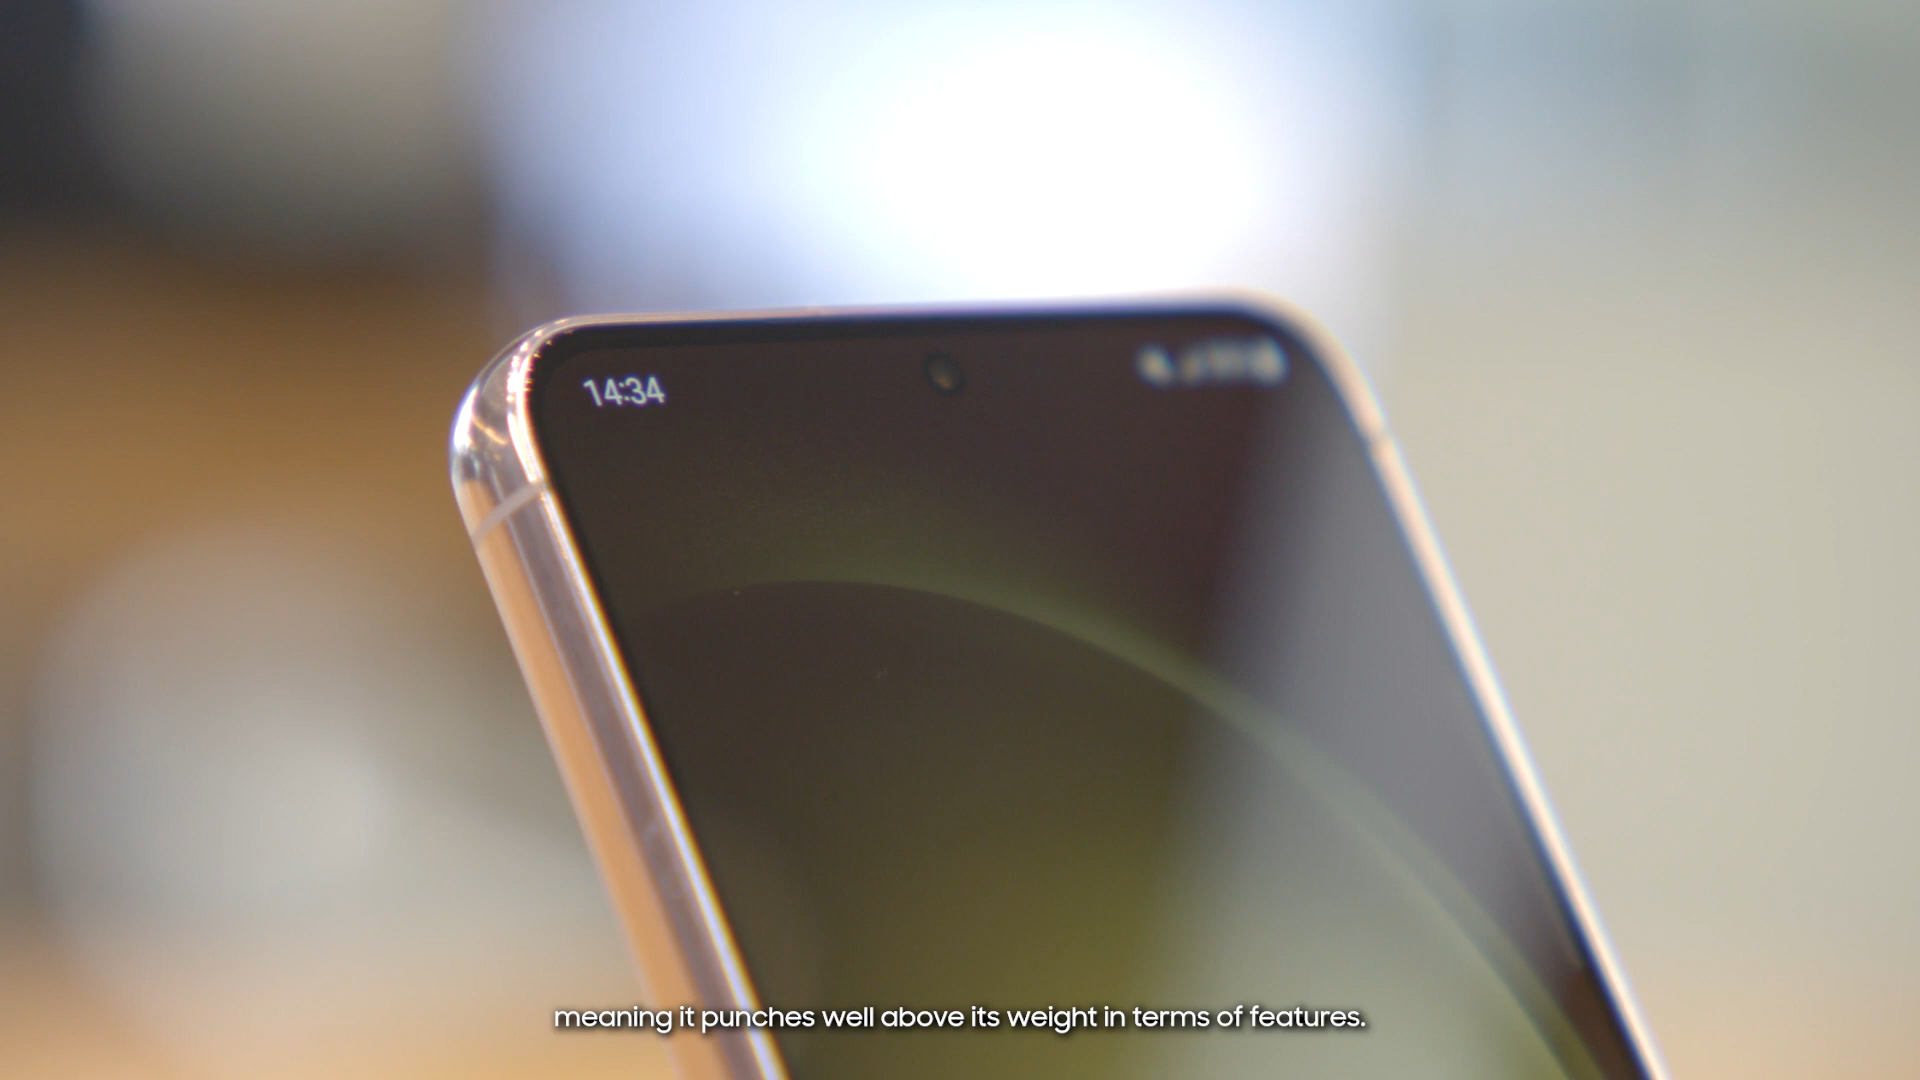 14:34
meaning it punches well above its weight in terms of features.